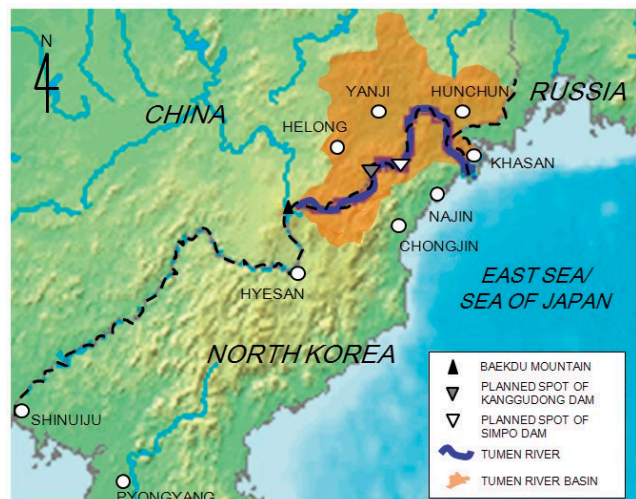 N
CHINA
YANJI
HUNCHUN
RUSSIA
HELONG
KHASAN
NAJIN
CHONGJIN
HYESAN
EAST SEA/
SEA OF JAPAN
NORTH KOREA
SHINUIJU
PYONGYANG
BAEKDU MOUNTAIN
PLANNED SPOT OF
KANGGUDONG DAM
PLANNED SPOT OF
SIMPO DAM
TUMEN RIVER
TUMEN RIVER BASIN